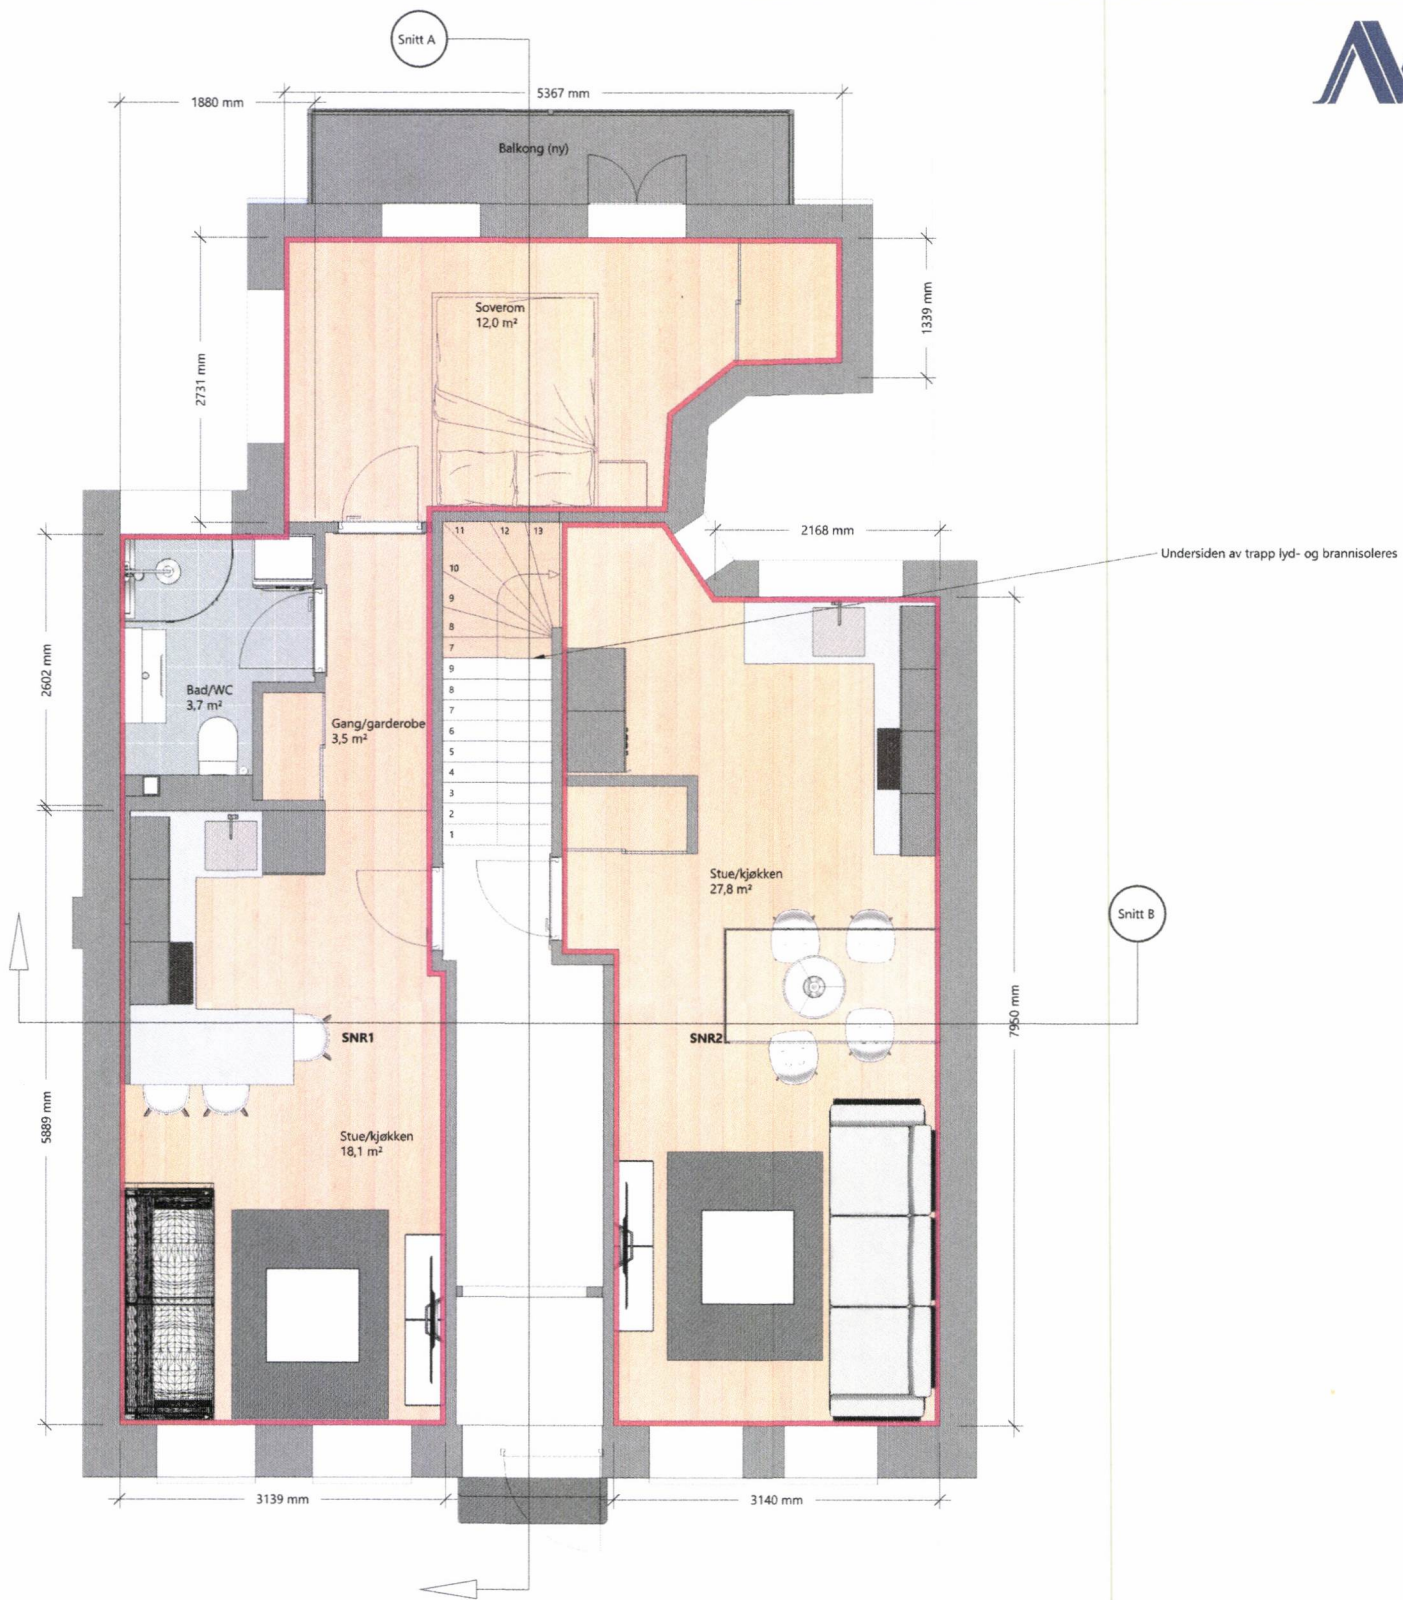 Snitt A
1880 mm
5367 mm
Balkong (ny)
2731 mm
1339 mm
Soverom
12,0 m²
2168 mm
Undersiden av trapp lyd- og brannisoleres
11
12
13
10
9
8
7
9
8
7
6
5
4
3
2
1
2602 mm
Bad/WC
3,7 m²
Gang/garderobe
3,5 m²
Stue/kjøkken
27,8 m²
Snitt B
SNR1
SNR2
7950 mm
5889 mm
Stue/kjøkken
18,1 m²
3139 mm
3140 mm